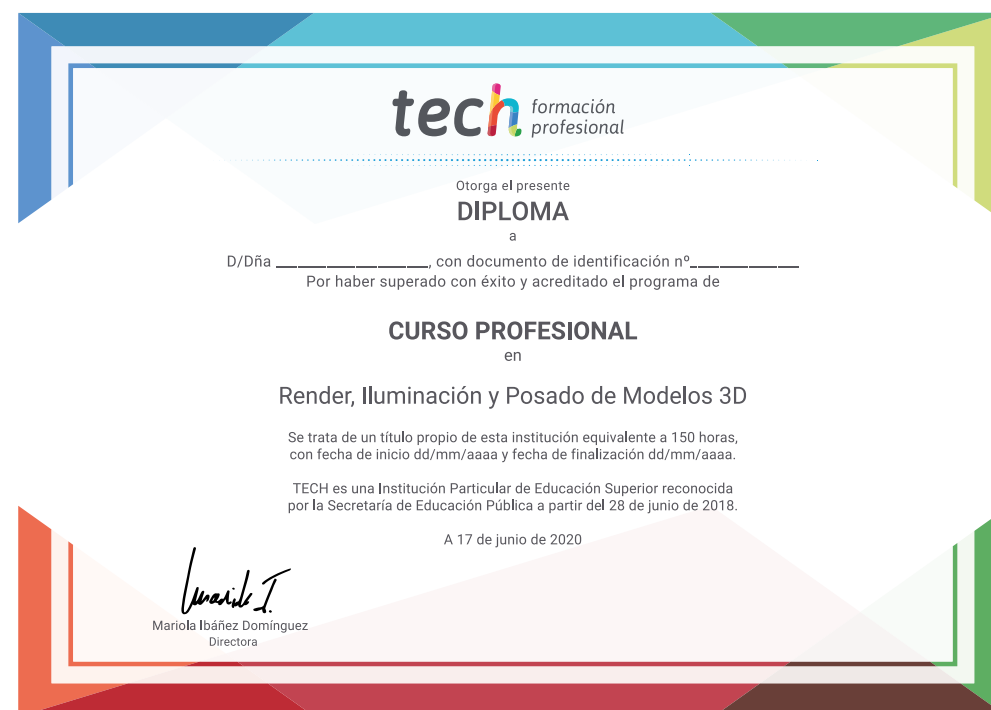 tech formación
profesional
Otorga el presente
DIPLOMA
a
D/Dña ____________________, con documento de identificación nº______________
Por haber superado con éxito y acreditado el programa de
CURSO PROFESIONAL
en
Render, Iluminación y Posado de Modelos 3D
Se trata de un título propio de esta institución equivalente a 150 horas,
con fecha de inicio dd/mm/aaaa y fecha de finalización dd/mm/aaaa.
TECH es una Institución Particular de Educación Superior reconocida
por la Secretaría de Educación Pública a partir del 28 de junio de 2018.
A 17 de junio de 2020
Mariola I.
Mariola Ibáñez Domínguez
Directora